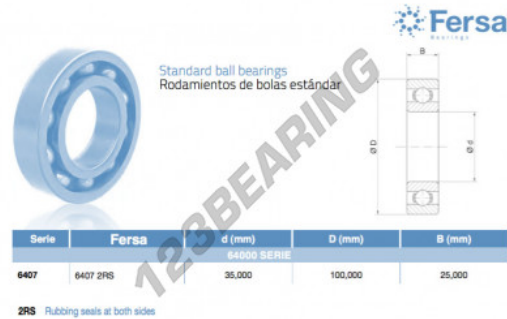 Fersa
Bearings
Standard ball bearings
Rodamientos de bolas estándar
B
Ø D
Ø d
123BEARING
Serie Fersa d (mm) D (mm) B (mm)
64000 SERIE
6407 6407 2RS 35,000 100,000 25,000
2RS Rubbing seals at both sides